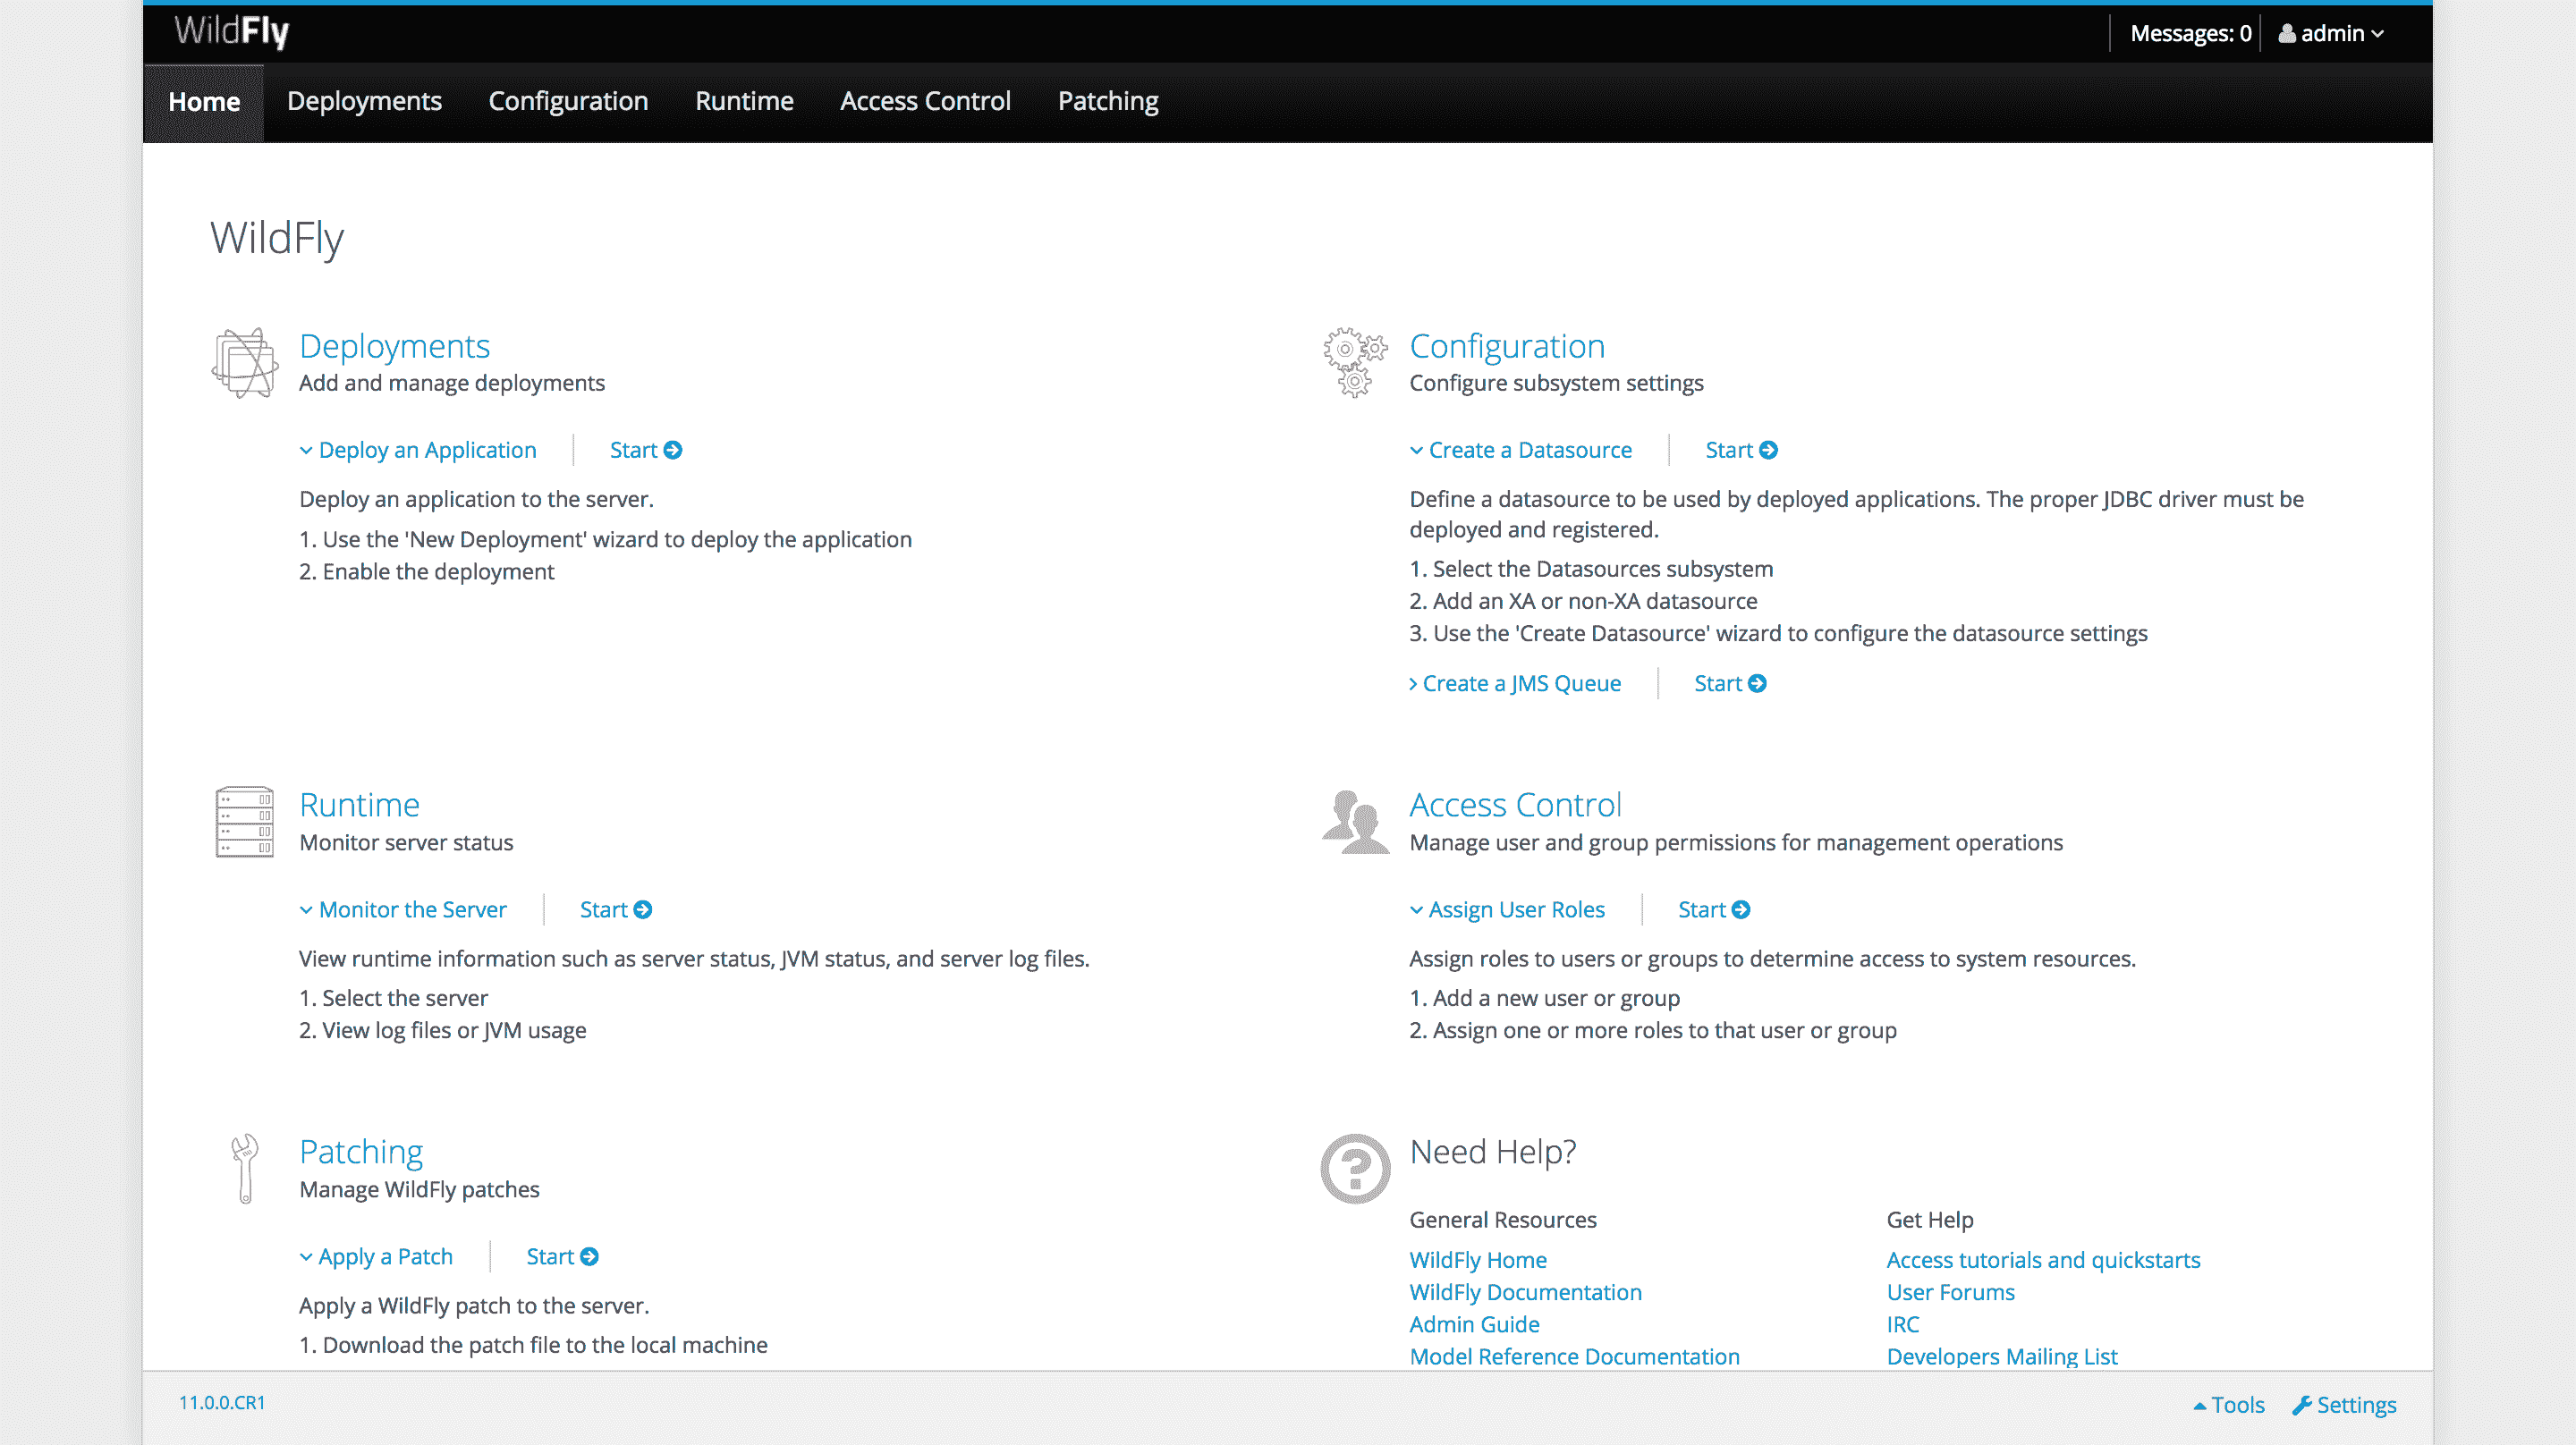 WildFly
Messages: 0
admin
Home
Deployments
Configuration
Runtime
Access Control
Patching
WildFly
Deployments
Add and manage deployments
Deploy an Application
Start
Deploy an application to the server.
1. Use the 'New Deployment' wizard to deploy the application
2. Enable the deployment
Configuration
Configure subsystem settings
Create a Datasource
Start
Define a datasource to be used by deployed applications. The proper JDBC driver must be
deployed and registered.
1. Select the Datasources subsystem
2. Add an XA or non-XA datasource
3. Use the 'Create Datasource' wizard to configure the datasource settings
Create a JMS Queue
Start
Runtime
Monitor server status
Monitor the Server
Start
View runtime information such as server status, JVM status, and server log files.
1. Select the server
2. View log files or JVM usage
Access Control
Manage user and group permissions for management operations
Assign User Roles
Start
Assign roles to users or groups to determine access to system resources.
1. Add a new user or group
2. Assign one or more roles to that user or group
Patching
Manage WildFly patches
Apply a Patch
Start
Apply a WildFly patch to the server.
1. Download the patch file to the local machine
Need Help?
General Resources
WildFly Home
WildFly Documentation
Admin Guide
Model Reference Documentation
Get Help
Access tutorials and quickstarts
User Forums
IRC
Developers Mailing List
11.0.0.CR1
Tools
Settings